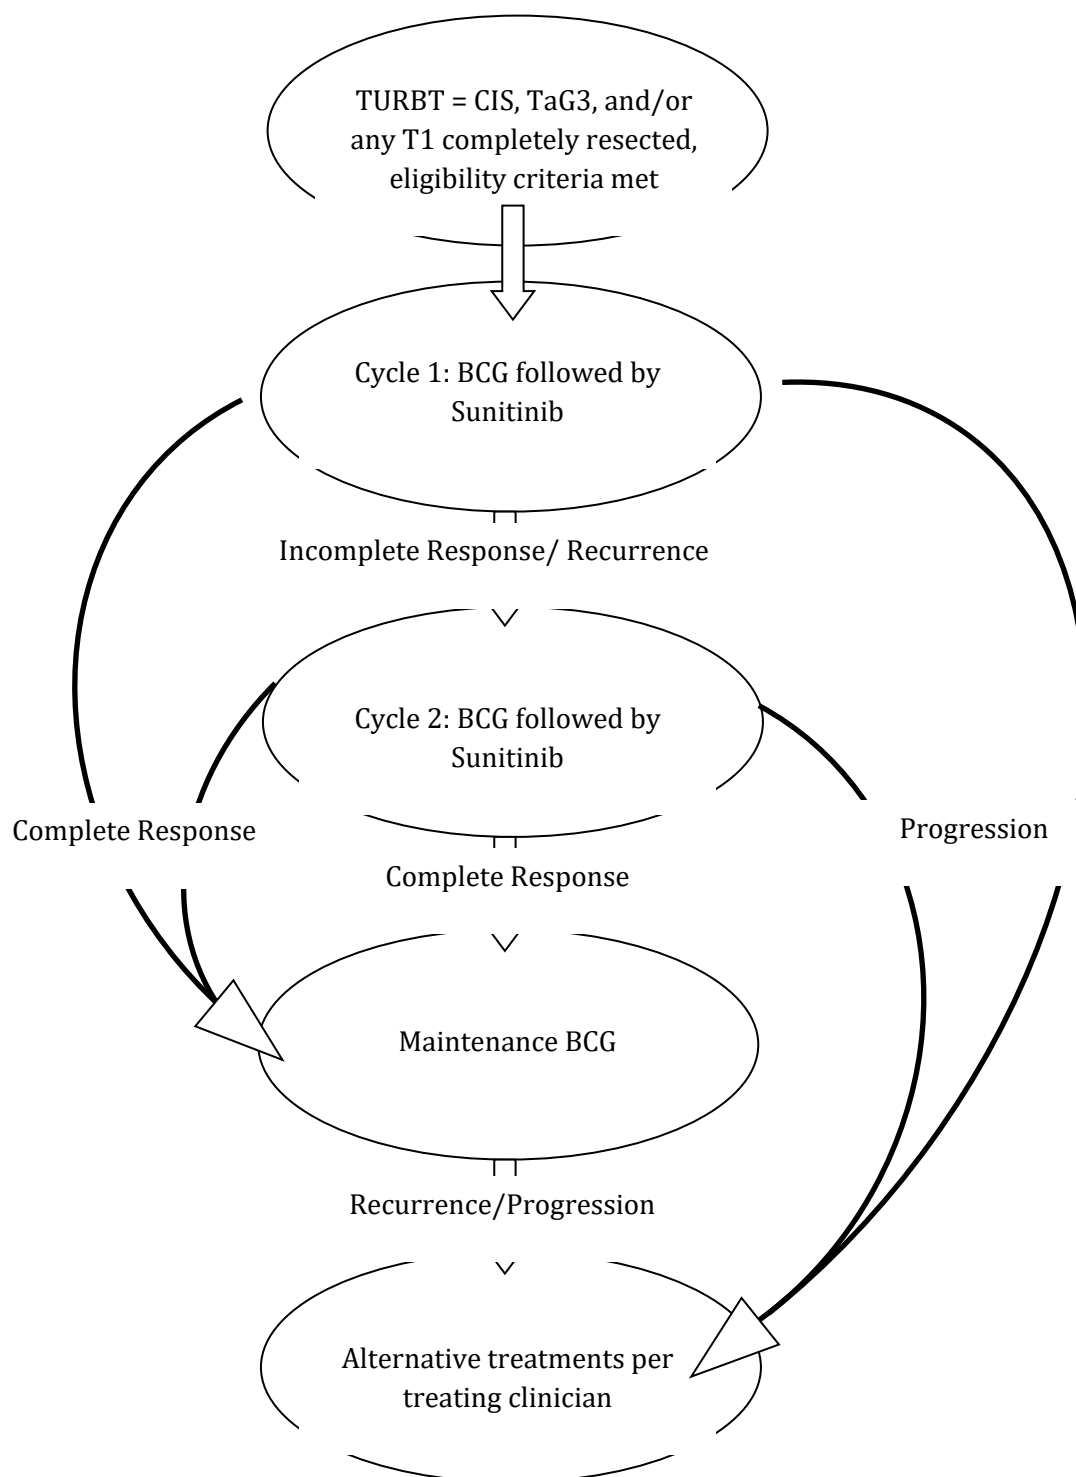 TURBT = CIS, TaG3, and/or
any T1 completely resected,
eligibility criteria met
Cycle 1: BCG followed by
Sunitinib
Incomplete Response/ Recurrence
Cycle 2: BCG followed by
Sunitinib
Complete Response
Progression
Complete Response
Maintenance BCG
Recurrence/Progression
Alternative treatments per
treating clinician